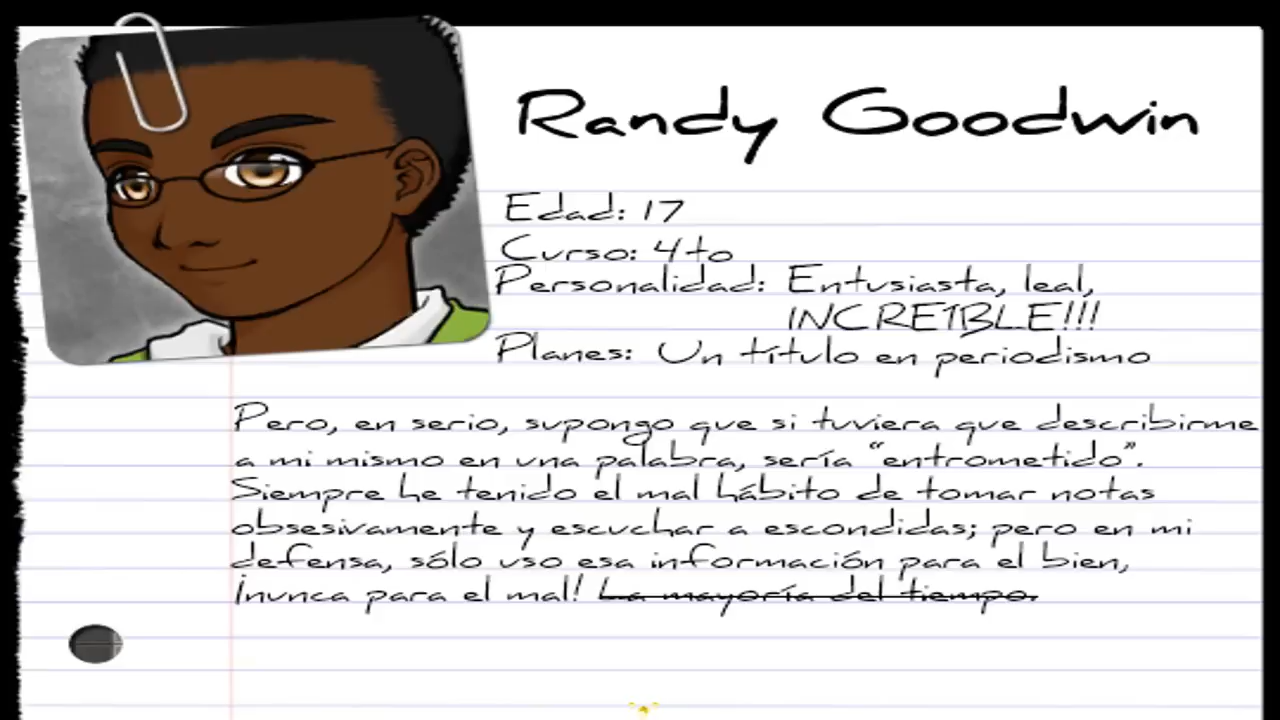 Randy Goodwin
Edad: 17
Curso: 4to
Personalidad: Entusiasta, leal,
INCREÍBLE!!!
Planes: Un título en periodismo
Pero, en serio, supongo que si tuviera que describirme
a mi mismo en una palabra, sería “entrometido”.
Siempre he tenido el mal hábito de tomar notas
obsesivamente y escuchar a escondidas; pero en mi
defensa, sólo uso esa información para el bien,
¡nunca para el mal! La mayoría del tiempo.